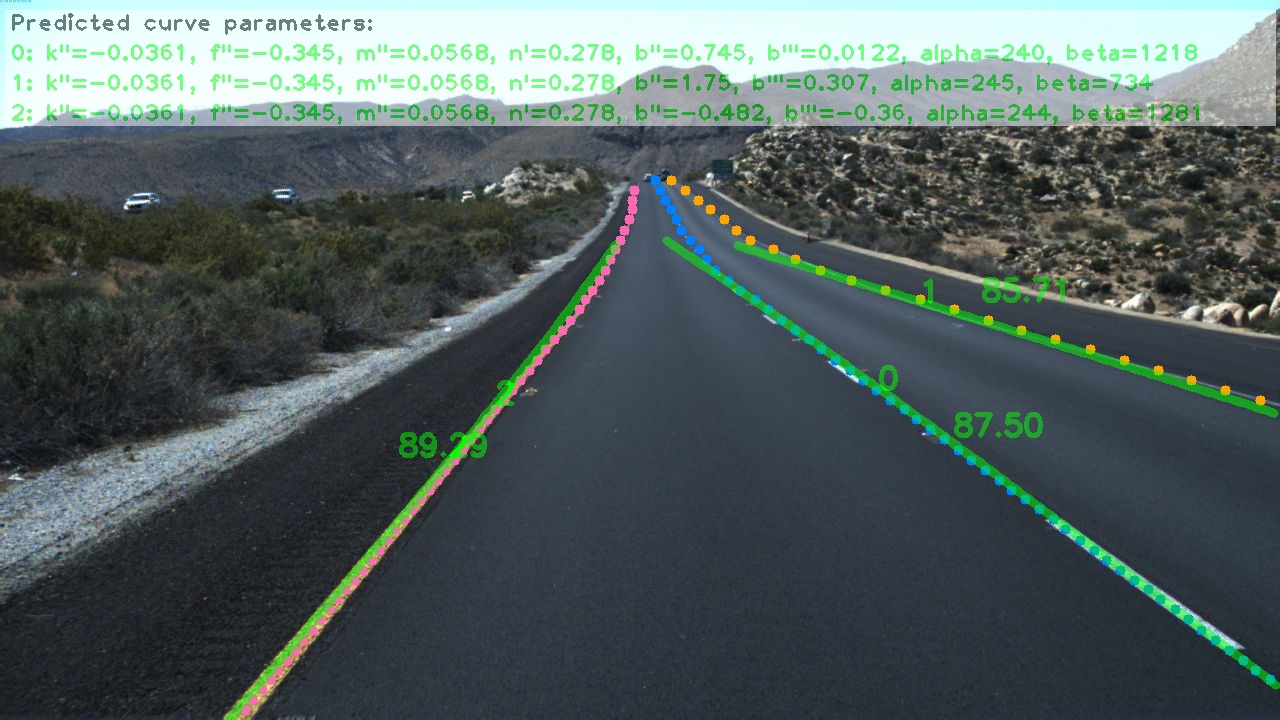 Predicted curve parameters:
0: k''=-0.0361, f''=-0.345, m''=0.0568, n'=0.278, b''=0.745, b'''=0.0122, alpha=240, beta=1218
1: k''=-0.0361, f''=-0.345, m''=0.0568, n'=0.278, b''=1.75, b'''=0.307, alpha=245, beta=734
2: k''=-0.0361, f''=-0.345, m''=0.0568, n'=0.278, b''=-0.482, b'''=-0.36, alpha=244, beta=1281
1 85.71
0
2
87.50
89.29